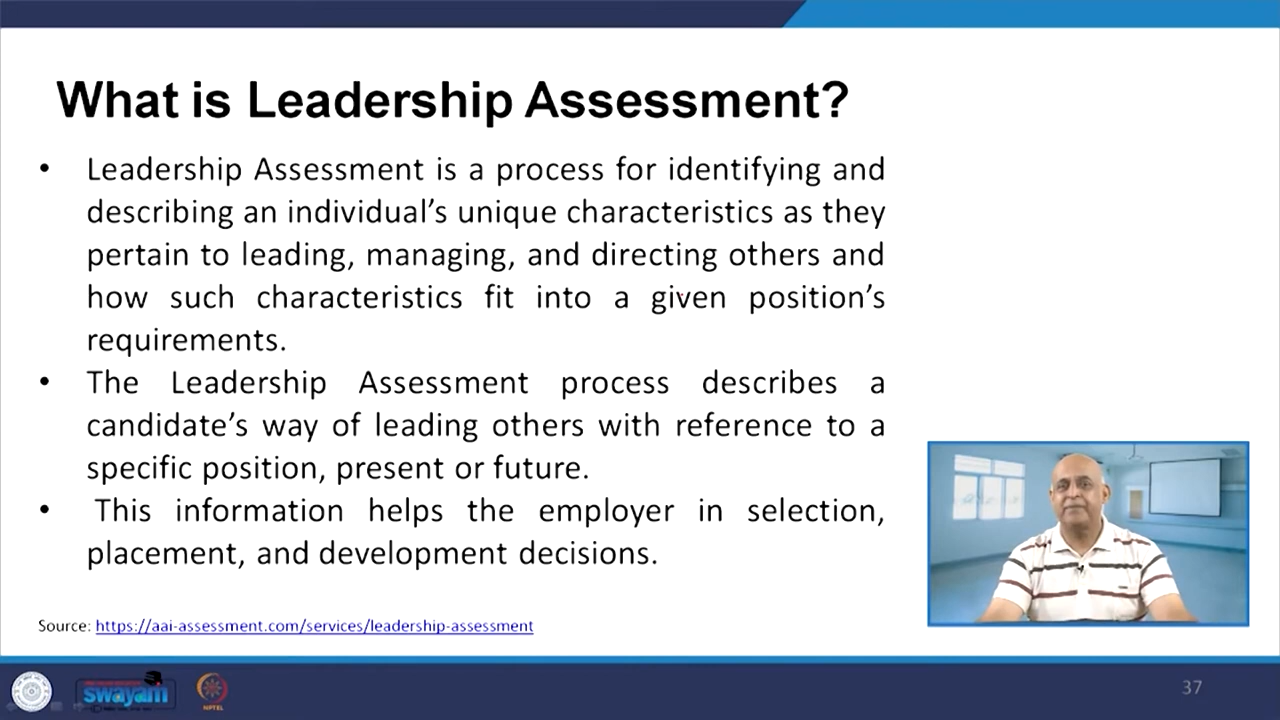 What is Leadership Assessment?
• Leadership Assessment is a process for identifying and
describing an individual’s unique characteristics as they
pertain to leading, managing, and directing others and
how such characteristics fit into a given position’s
requirements.
• The Leadership Assessment process describes a
candidate’s way of leading others with reference to a
specific position, present or future.
• This information helps the employer in selection,
placement, and development decisions.
Source: https://aai-assessment.com/services/leadership-assessment
swayam
NPTEL
37